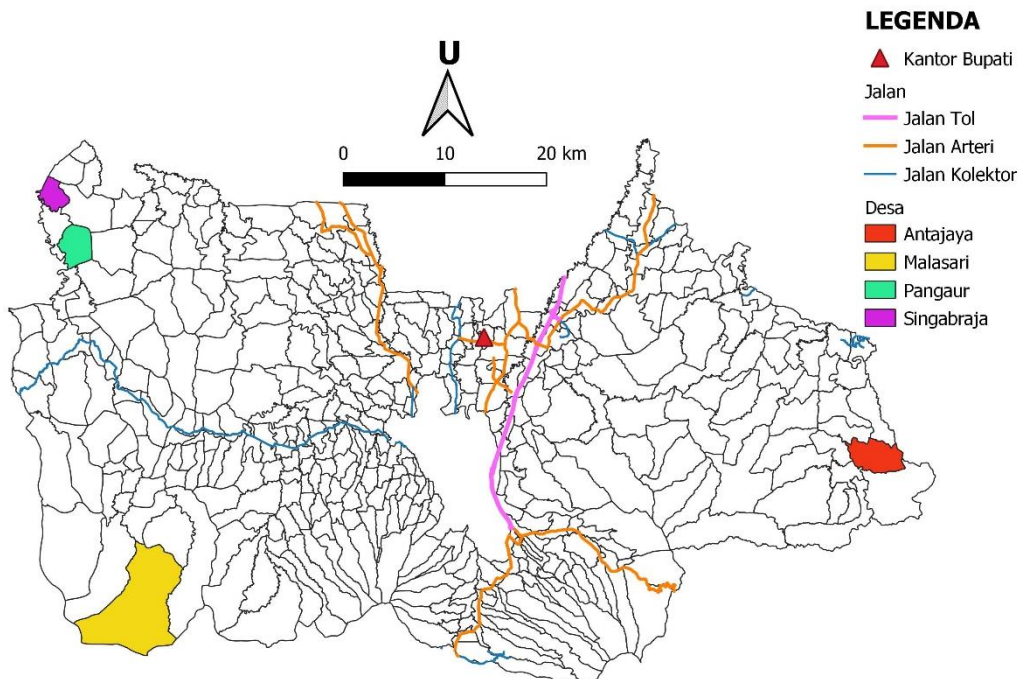 U
0 10 20 km
LEGENDA
Kantor Bupati
Jalan
Jalan Tol
Jalan Arteri
Jalan Kolektor
Desa
Antajaya
Malasari
Pangaur
Singabraja